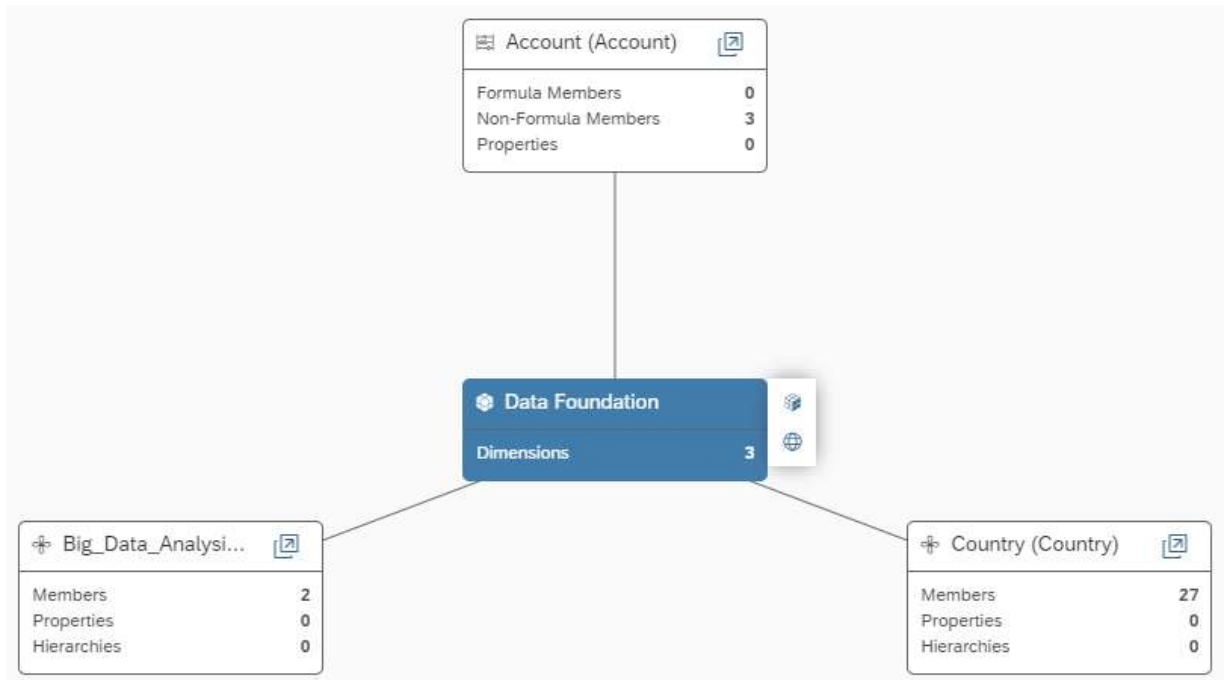 Account (Account)
Formula Members 0
Non-Formula Members 3
Properties 0
Data Foundation
Dimensions 3
Big_Data_Analysi...
Members 2
Properties 0
Hierarchies 0
Country (Country)
Members 27
Properties 0
Hierarchies 0